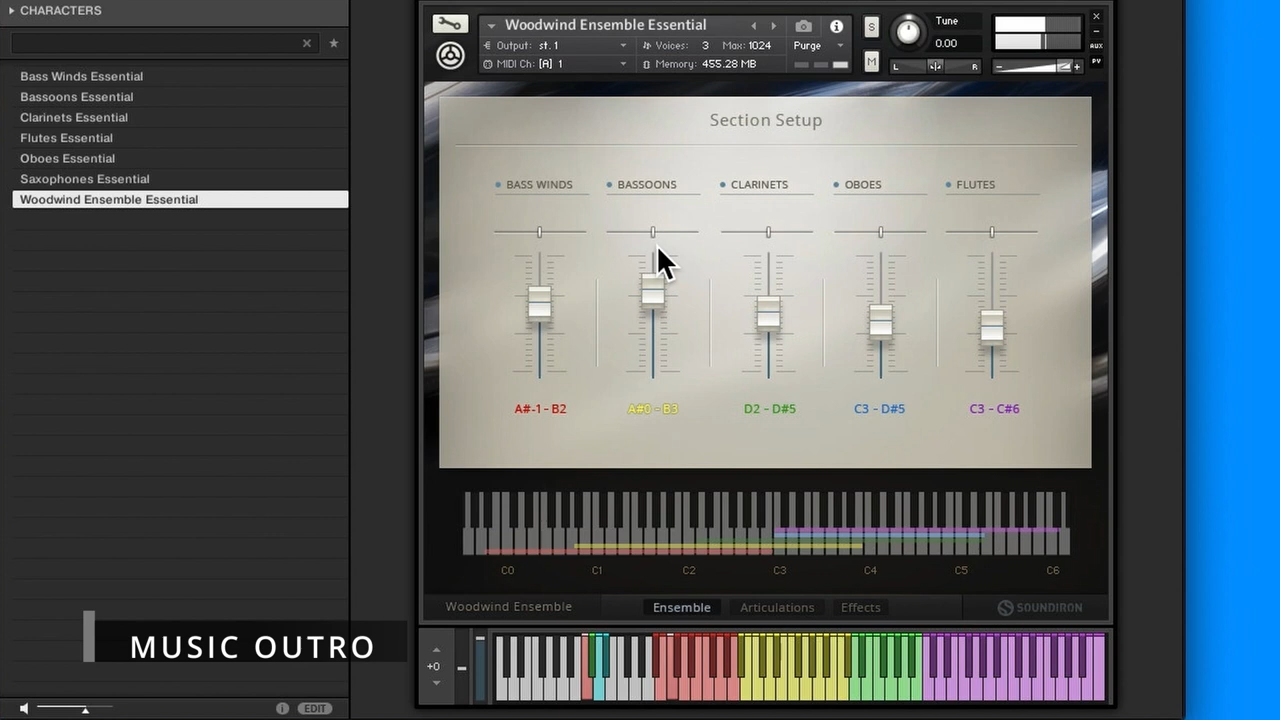 CHARACTERS
Bass Winds Essential
Bassoons Essential
Clarinets Essential
Flutes Essential
Oboes Essential
Saxophones Essential
Woodwind Ensemble Essential
EDIT
MUSIC OUTRO
Woodwind Ensemble Essential
Output: st.1 Voices: 3 Max: 1024 Purge
MIDI Ch: [A] 1 Memory: 455.28 MB
S
M
Tune
0.00
L R
AUX
PV
Section Setup
BASS WINDS BASSOONS CLARINETS OBOES FLUTES
A#-1 - B2 A#0 - B3 D2 - D#5 C3 - D#5 C3 - C#6
C0 C1 C2 C3 C4 C5 C6
Woodwind Ensemble Ensemble Articulations Effects SOUNDIRON
+0